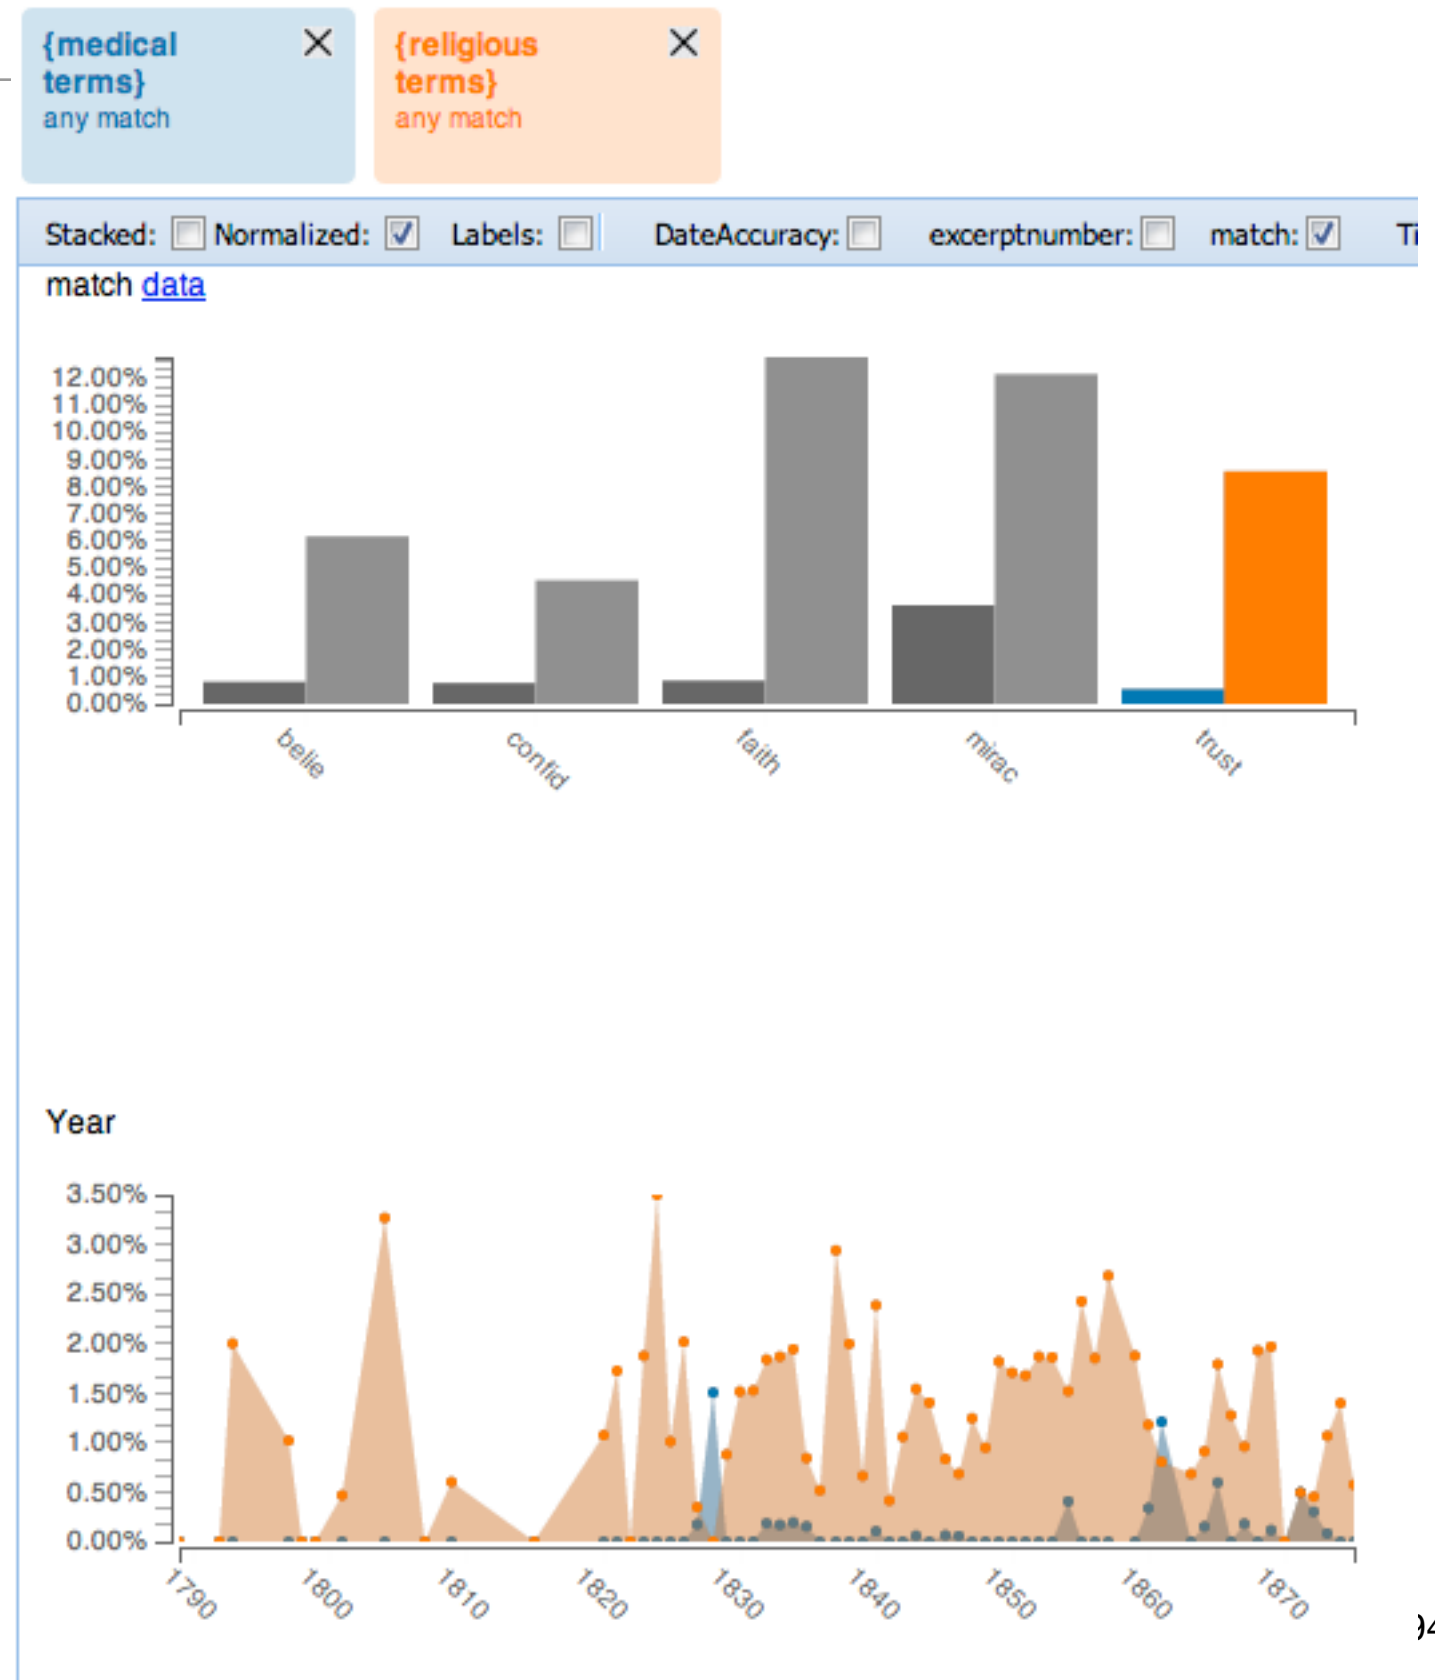 {medical
terms}
any match
{religious
terms}
any match
Stacked: Normalized: Labels: DateAccuracy: excerptnumber: match:
match data
12.00%
11.00%
10.00%
9.00%
8.00%
7.00%
6.00%
5.00%
4.00%
3.00%
2.00%
1.00%
0.00%
belie confid faith mirac trust
Year
3.50%
3.00%
2.50%
2.00%
1.50%
1.00%
0.50%
0.00%
1790 1800 1810 1820 1830 1840 1850 1860 1870